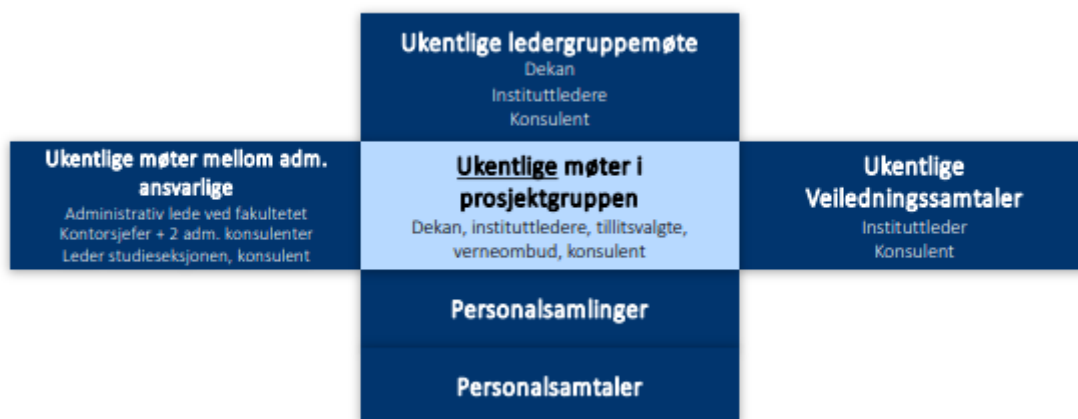 Ukentlige ledergruppemøte
Dekan
Instituttledere
Konsulent
Ukentlige møter mellom adm.
ansvarlige
Administrativ lede ved fakultetet
Kontorsjefer + 2 adm. konsulenter
Leder studieseksjonen, konsulent
Ukentlige møter i
prosjektgruppen
Dekan, instituttledere, tillitsvalgte,
verneombud, konsulent
Ukentlige
Veiledningssamtaler
Instituttleder
Konsulent
Personalsamlinger
Personalsamtaler